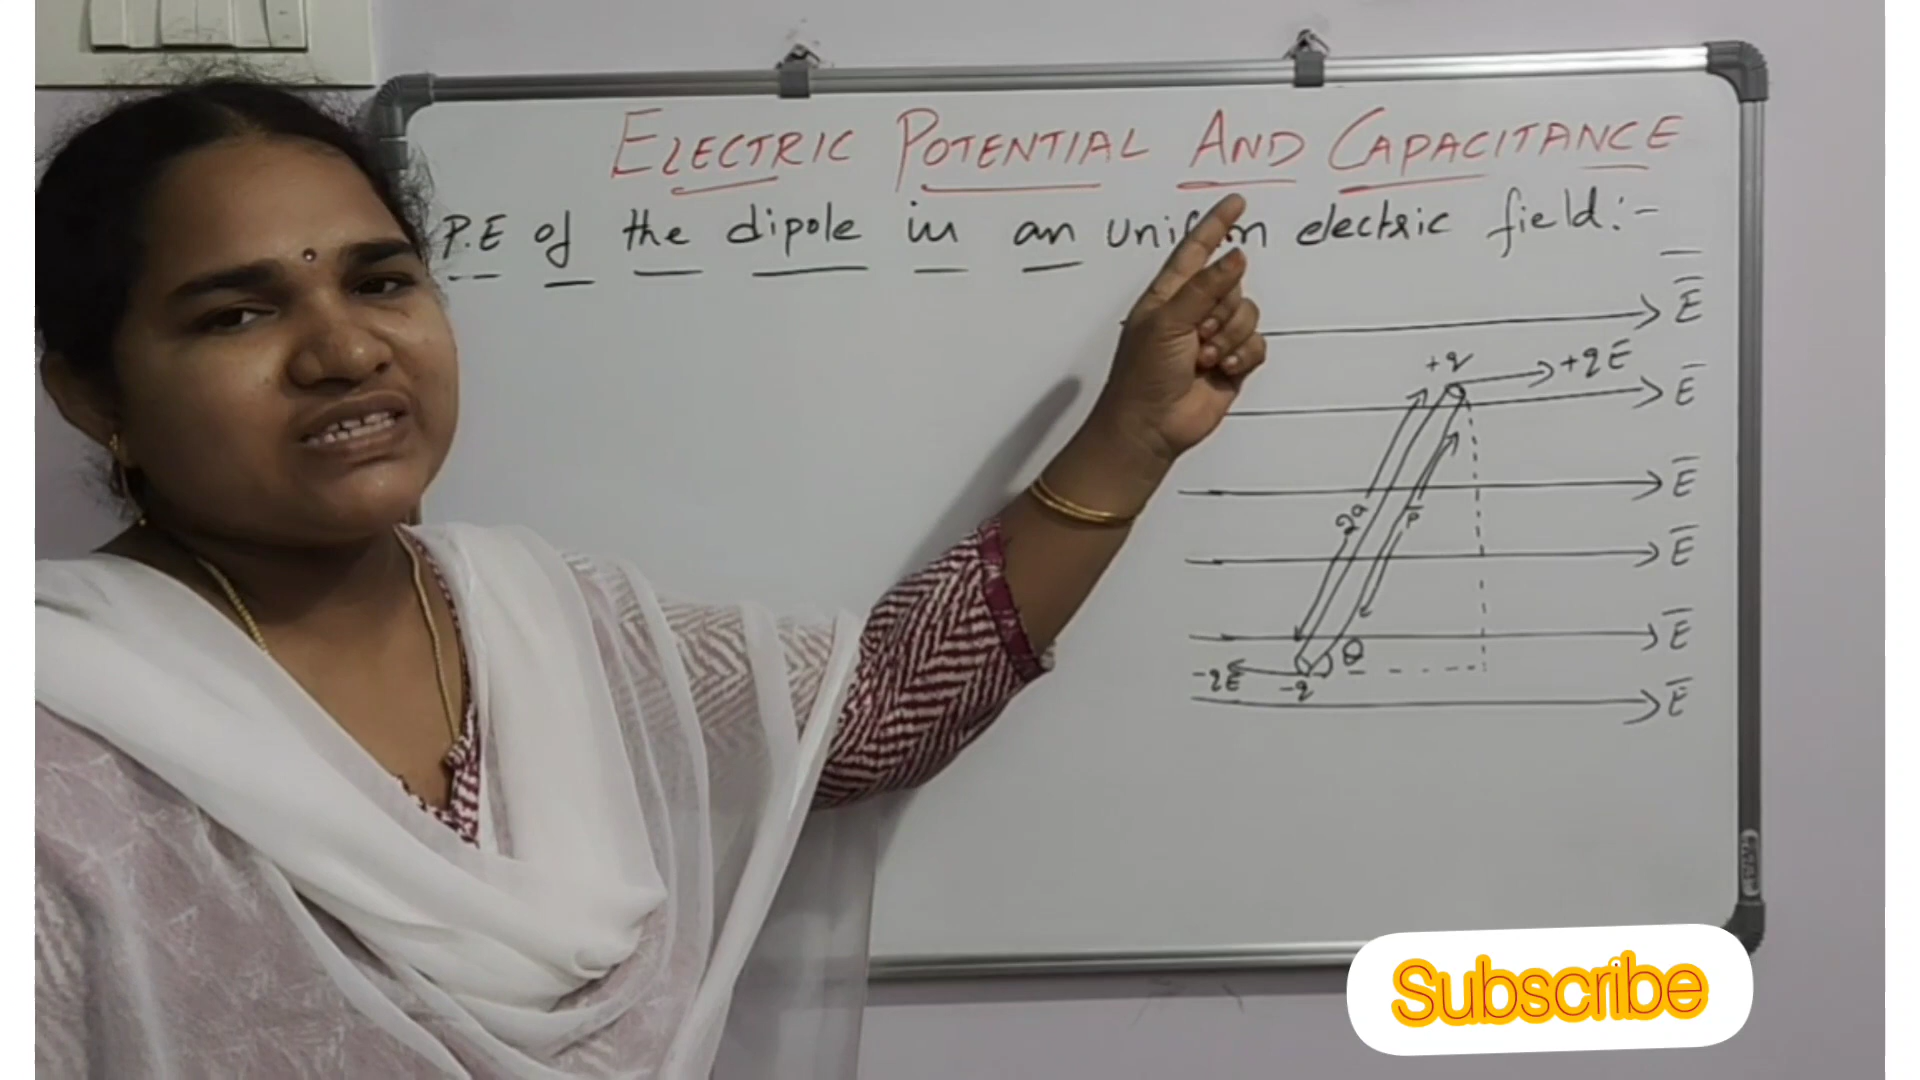 ELECTRIC POTENTIAL AND CAPACITANCE
P.E of the dipole in an uniform electric field:-
E
+q +qE
E
E
2a P
E
E
θ
-qE -q
E
Subscribe